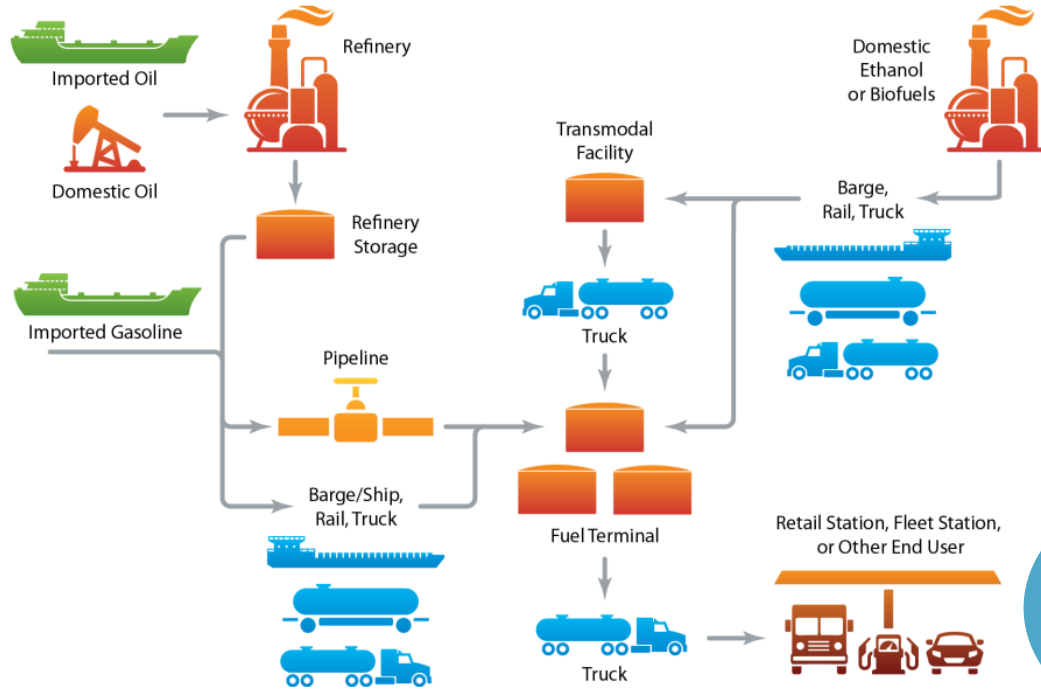 Refinery
Imported Oil
Domestic Oil
Refinery
Storage
Imported Gasoline
Pipeline
Barge/Ship,
Rail, Truck
Transmodal
Facility
Truck
Domestic
Ethanol
or Biofuels
Barge,
Rail, Truck
Fuel Terminal
Truck
Retail Station, Fleet Station,
or Other End User